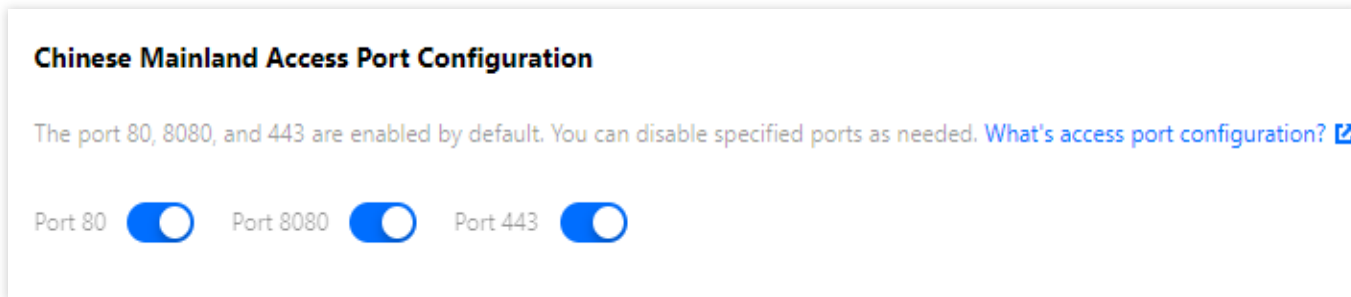 Chinese Mainland Access Port Configuration
The port 80, 8080, and 443 are enabled by default. You can disable specified ports as needed. What's access port configuration?
Port 80 Port 8080 Port 443